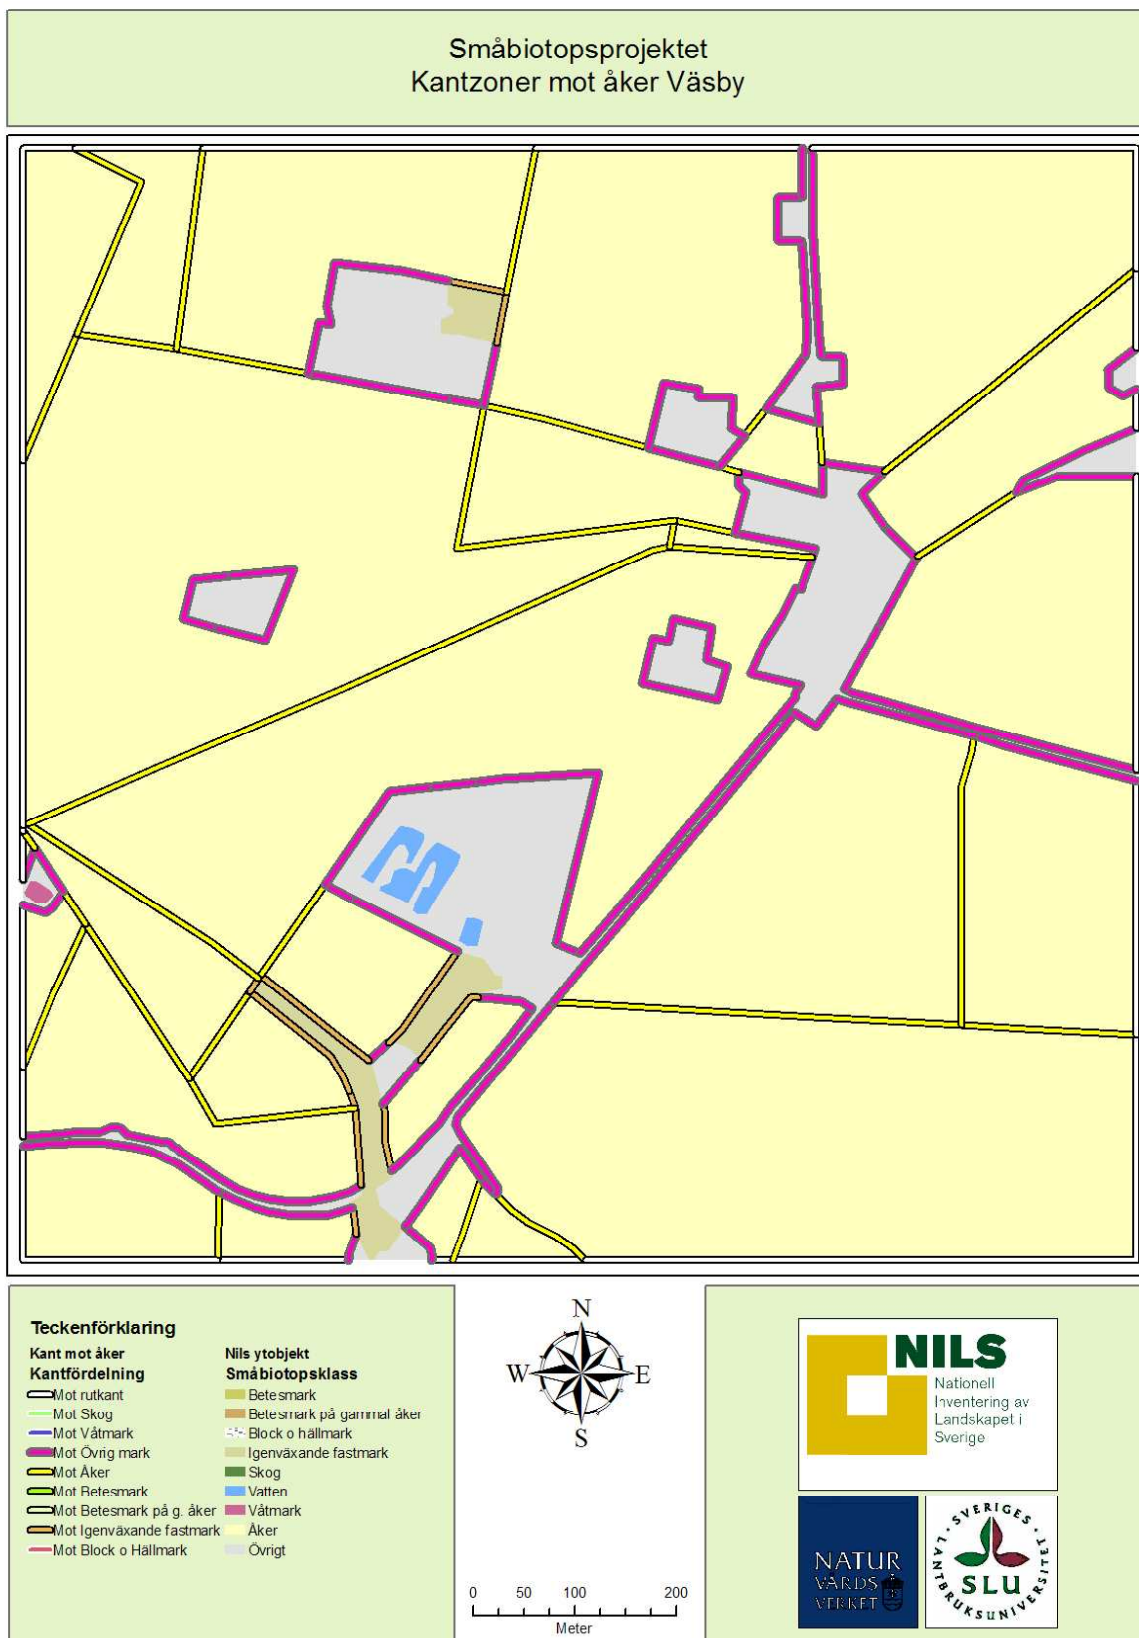 Småbiotopsprojektet
Kantzoner mot åker Väsby
Teckenförklaring
Kant mot åker
Kantfördelning
Mot rutkant
Mot Skog
Mot Våtmark
Mot Övrig mark
Mot Åker
Mot Betesmark
Mot Betesmark på g. åker
Mot Igenväxande fastmark
Mot Block o Hällmark
Nils ytobjekt
Småbiotopsklass
Betesmark
Betesmark på gammal åker
Block o hällmark
Igenväxande fastmark
Skog
Vatten
Våtmark
Åker
Övrigt
N
W E
S
0 50 100 200
Meter
NILS
Nationell
Inventering av
Landskapet i
Sverige
NATUR
VÅRDS
VERKET
SVERIGES
LANTBRUKSUNIVERSITET
SLU